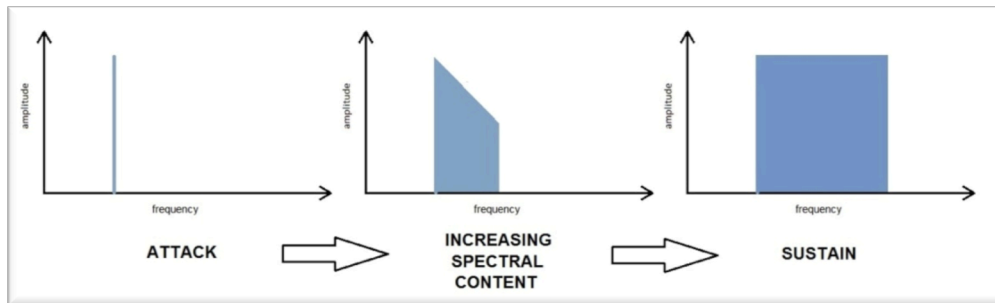 amplitude
frequency
ATTACK
amplitude
frequency
INCREASING
SPECTRAL
CONTENT
amplitude
frequency
SUSTAIN